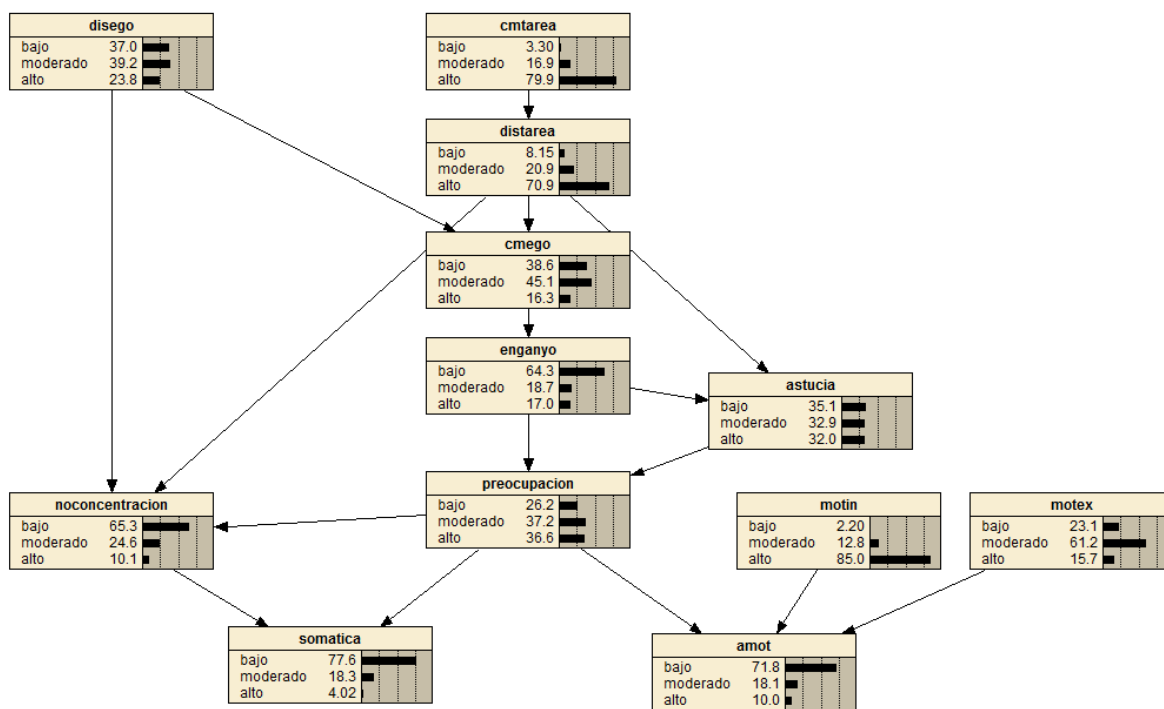 disego
bajo 37.0
moderado 39.2
alto 23.8
cmtarea
bajo 3.30
moderado 16.9
alto 79.9
distarea
bajo 8.15
moderado 20.9
alto 70.9
cmego
bajo 38.6
moderado 45.1
alto 16.3
enganyo
bajo 64.3
moderado 18.7
alto 17.0
astucia
bajo 35.1
moderado 32.9
alto 32.0
noconcentracion
bajo 65.3
moderado 24.6
alto 10.1
preocupacion
bajo 26.2
moderado 37.2
alto 36.6
motin
bajo 2.20
moderado 12.8
alto 85.0
motex
bajo 23.1
moderado 61.2
alto 15.7
somatica
bajo 77.6
moderado 18.3
alto 4.02
amot
bajo 71.8
moderado 18.1
alto 10.0